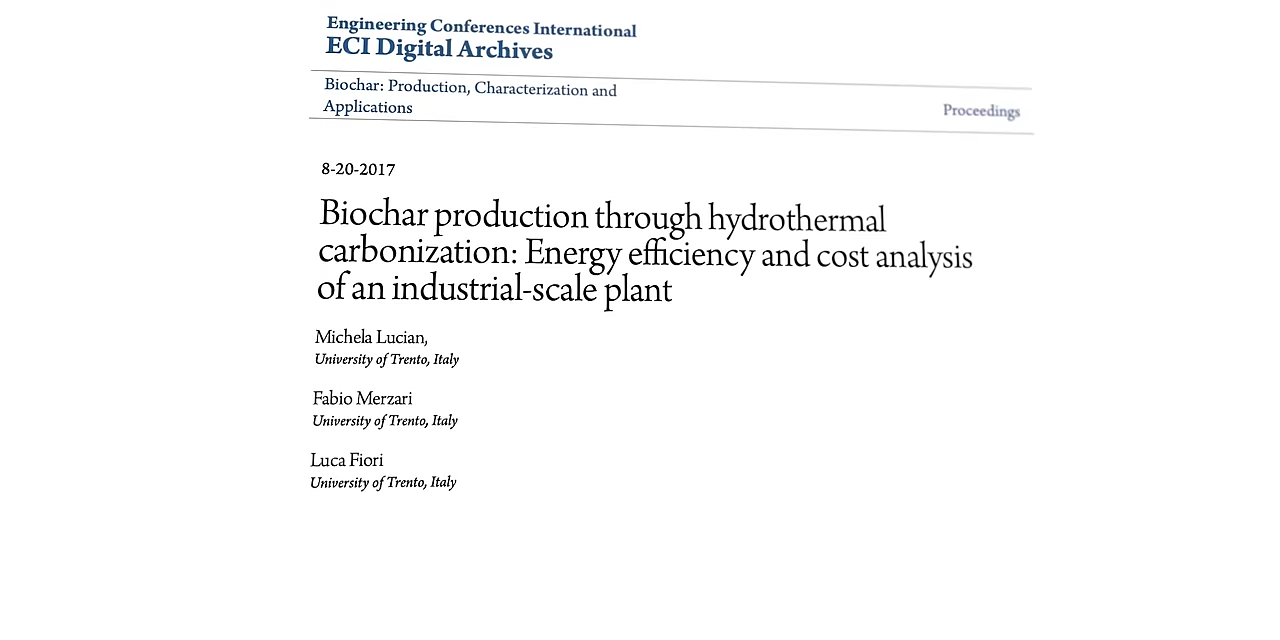 Engineering Conferences International
ECI Digital Archives
Biochar: Production, Characterization and
Applications
Proceedings
8-20-2017
Biochar production through hydrothermal
carbonization: Energy efficiency and cost analysis
of an industrial-scale plant
Michela Lucian,
University of Trento, Italy
Fabio Merzari
University of Trento, Italy
Luca Fiori
University of Trento, Italy